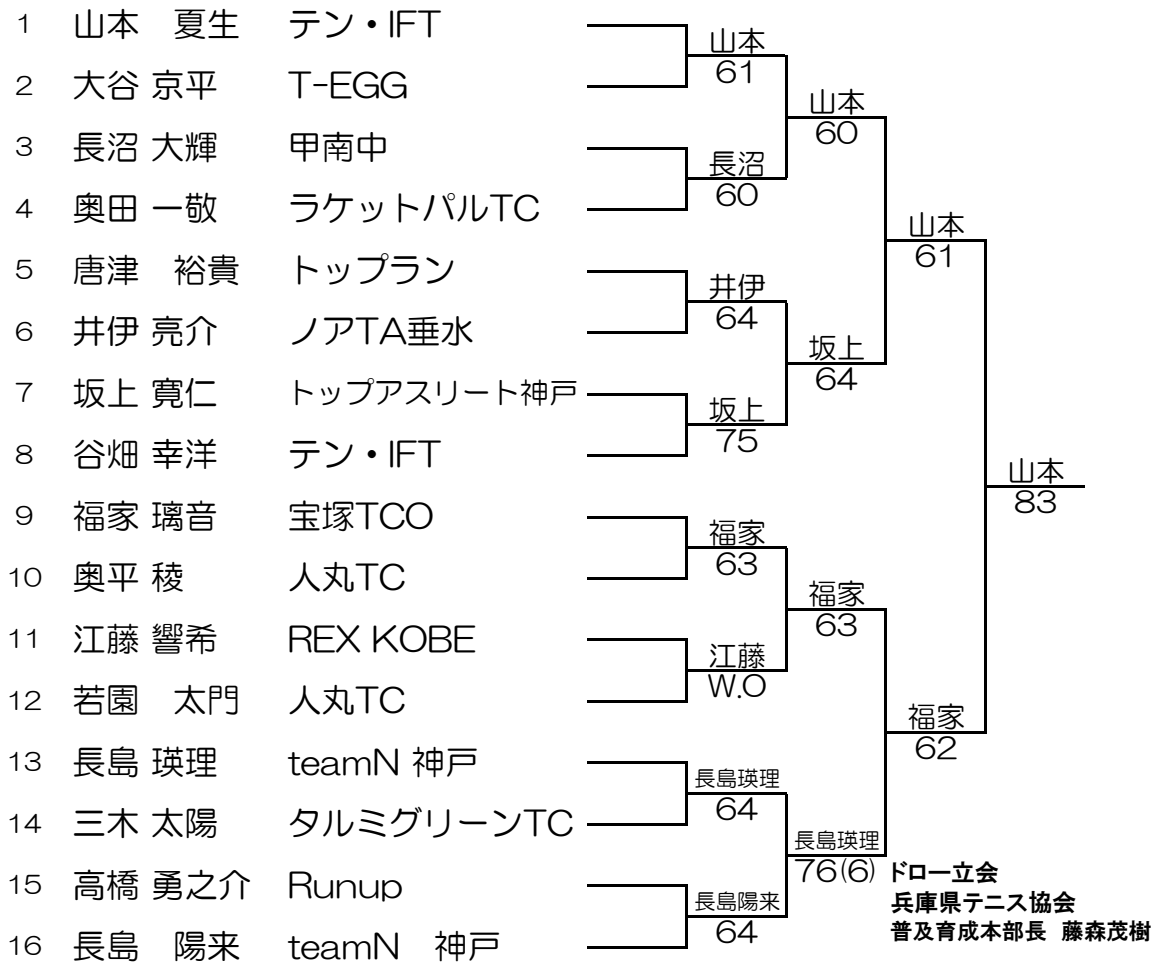 1 山本　夏生 テン・IFT
2 大谷 京平 T-EGG
3 長沼 大輝 甲南中
4 奥田 一敬 ラケットパルTC
5 唐津　裕貴 トップラン
6 井伊 亮介 ノアTA垂水
7 坂上 寛仁 トップアスリート神戸
8 谷畑 幸洋 テン・IFT
9 福家 璃音 宝塚TCO
10 奥平 稜 人丸TC
11 江藤 響希 REX KOBE
12 若園　太門 人丸TC
13 長島 瑛理 teamN 神戸
14 三木 太陽 タルミグリーンTC
15 高橋 勇之介 Runup
16 長島　陽来 teamN　神戸
山本
61
長沼
60
井伊
64
坂上
75
福家
63
江藤
W.O
長島瑛理
64
長島陽来
64
山本
60
坂上
64
福家
63
長島瑛理
76(6)
山本
61
福家
62
山本
83
ドロー立会
兵庫県テニス協会
普及育成本部長 藤森茂樹